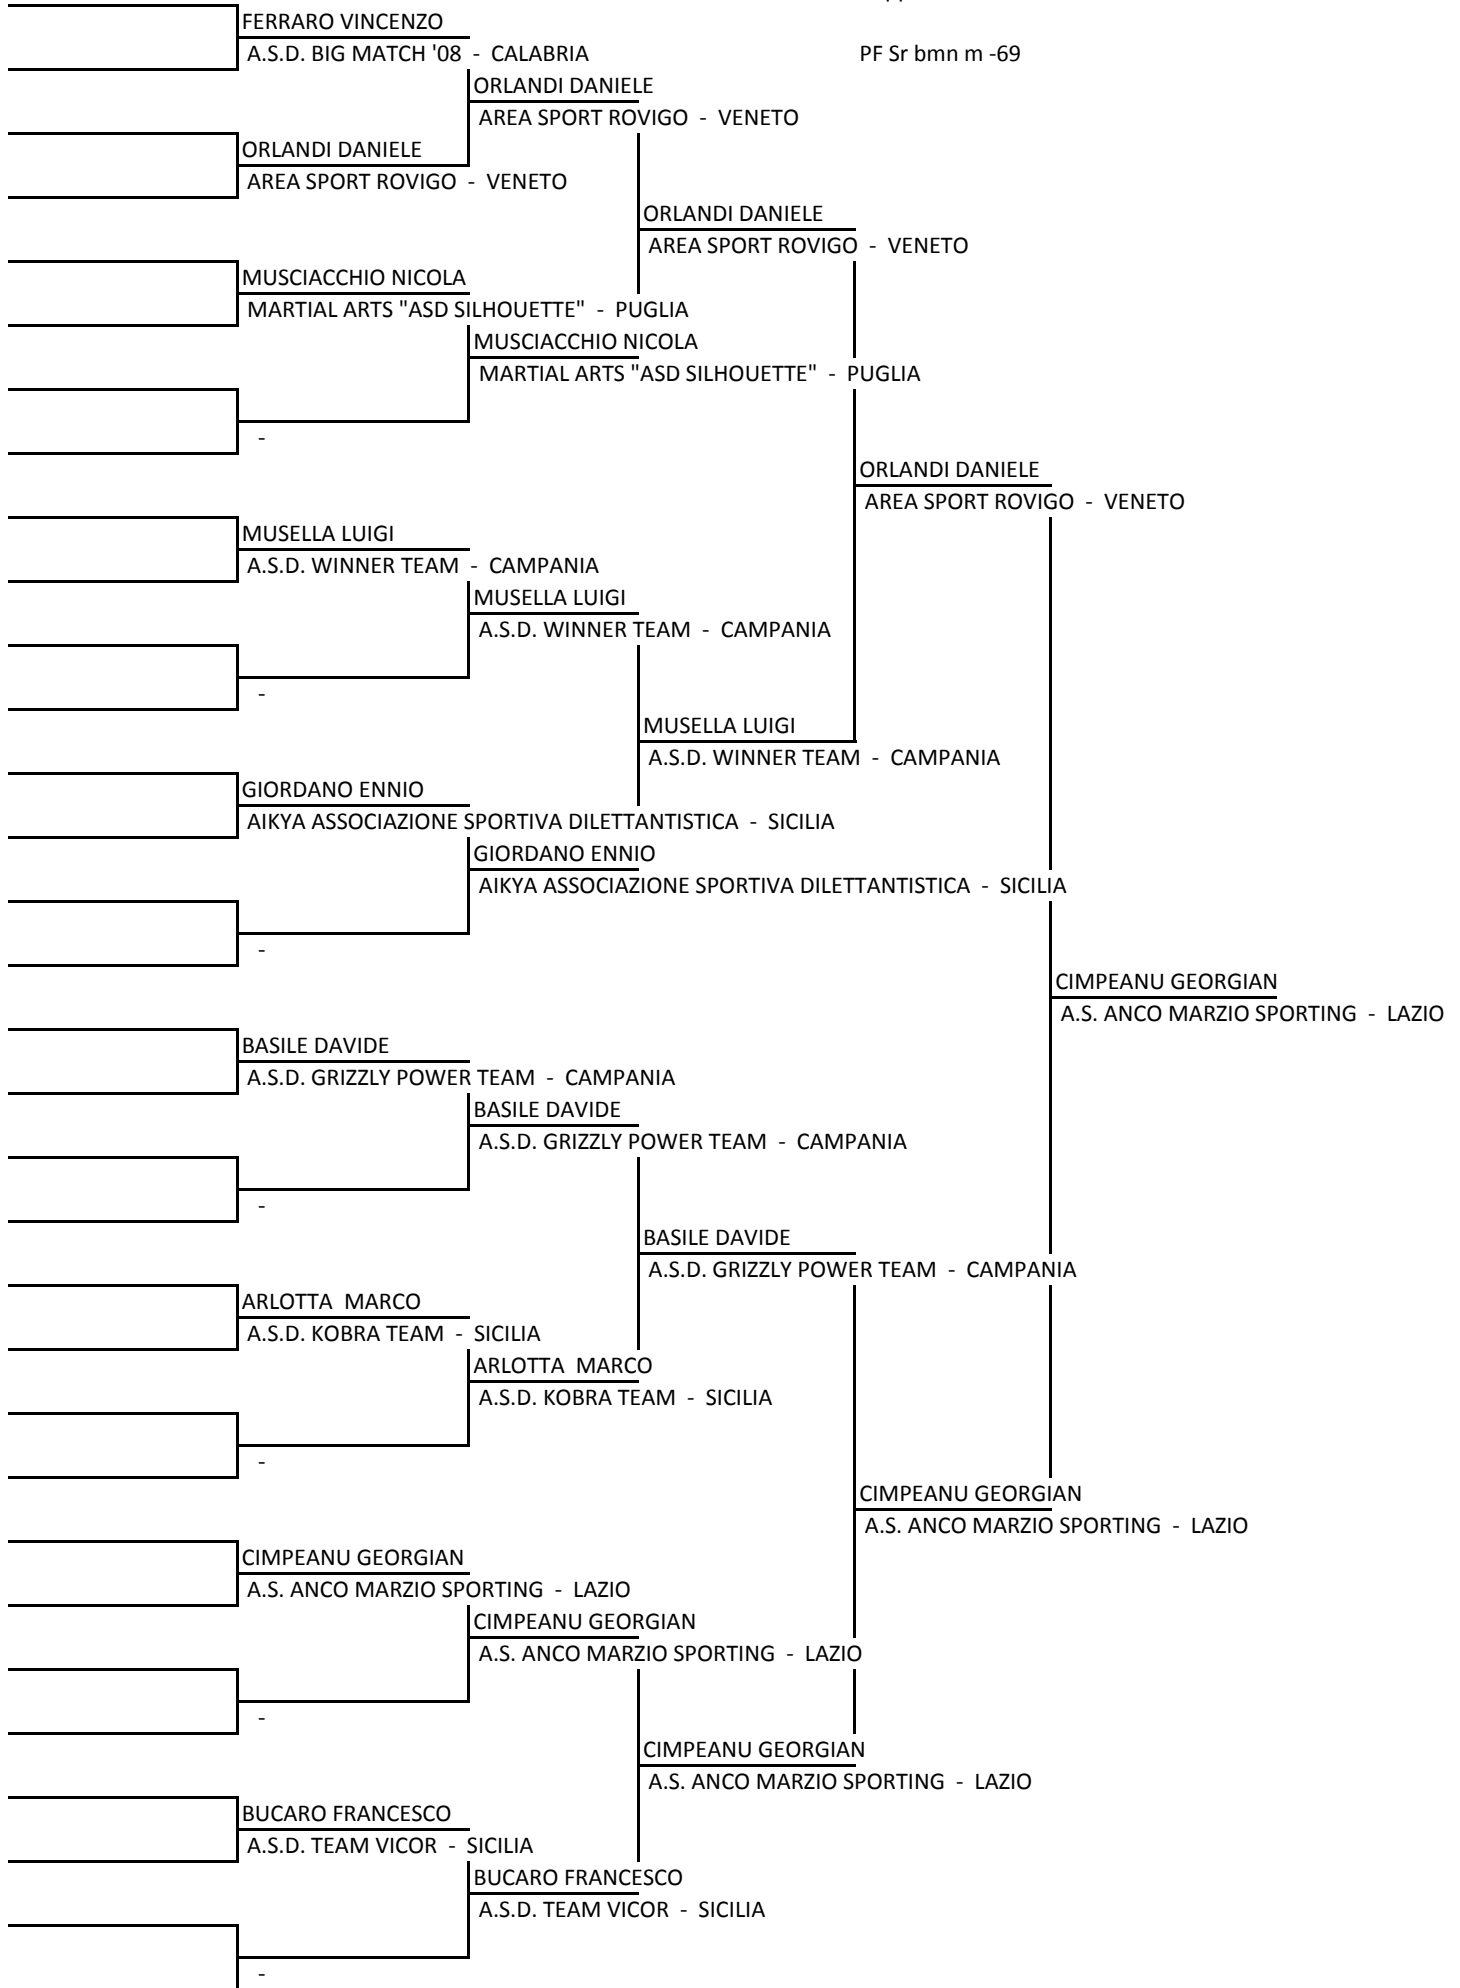 FERRARO VINCENZO
A.S.D. BIG MATCH '08 - CALABRIA
PF Sr bmn m -69
ORLANDI DANIELE
AREA SPORT ROVIGO - VENETO
ORLANDI DANIELE
AREA SPORT ROVIGO - VENETO
ORLANDI DANIELE
AREA SPORT ROVIGO - VENETO
MUSCIACCHIO NICOLA
MARTIAL ARTS "ASD SILHOUETTE" - PUGLIA
MUSCIACCHIO NICOLA
MARTIAL ARTS "ASD SILHOUETTE" - PUGLIA
-
ORLANDI DANIELE
AREA SPORT ROVIGO - VENETO
MUSELLA LUIGI
A.S.D. WINNER TEAM - CAMPANIA
MUSELLA LUIGI
A.S.D. WINNER TEAM - CAMPANIA
-
MUSELLA LUIGI
A.S.D. WINNER TEAM - CAMPANIA
GIORDANO ENNIO
AIKYA ASSOCIAZIONE SPORTIVA DILETTANTISTICA - SICILIA
GIORDANO ENNIO
AIKYA ASSOCIAZIONE SPORTIVA DILETTANTISTICA - SICILIA
-
CIMPEANU GEORGIAN
A.S. ANCO MARZIO SPORTING - LAZIO
BASILE DAVIDE
A.S.D. GRIZZLY POWER TEAM - CAMPANIA
BASILE DAVIDE
A.S.D. GRIZZLY POWER TEAM - CAMPANIA
-
BASILE DAVIDE
A.S.D. GRIZZLY POWER TEAM - CAMPANIA
ARLOTTA MARCO
A.S.D. KOBRA TEAM - SICILIA
ARLOTTA MARCO
A.S.D. KOBRA TEAM - SICILIA
-
CIMPEANU GEORGIAN
A.S. ANCO MARZIO SPORTING - LAZIO
CIMPEANU GEORGIAN
A.S. ANCO MARZIO SPORTING - LAZIO
CIMPEANU GEORGIAN
A.S. ANCO MARZIO SPORTING - LAZIO
-
CIMPEANU GEORGIAN
A.S. ANCO MARZIO SPORTING - LAZIO
BUCARO FRANCESCO
A.S.D. TEAM VICOR - SICILIA
BUCARO FRANCESCO
A.S.D. TEAM VICOR - SICILIA
-